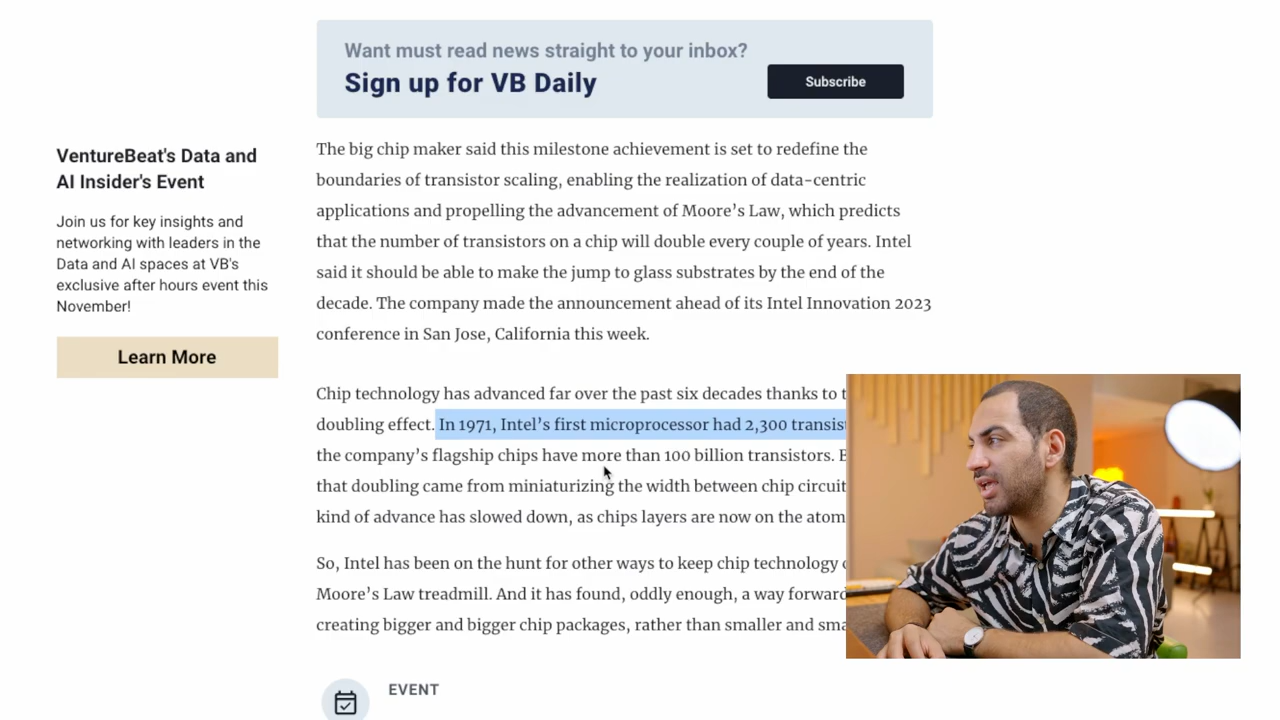 Want must read news straight to your inbox?
Sign up for VB Daily
Subscribe
VentureBeat's Data and
AI Insider's Event
Join us for key insights and
networking with leaders in the
Data and AI spaces at VB's
exclusive after hours event this
November!
Learn More
The big chip maker said this milestone achievement is set to redefine the
boundaries of transistor scaling, enabling the realization of data-centric
applications and propelling the advancement of Moore’s Law, which predicts
that the number of transistors on a chip will double every couple of years. Intel
said it should be able to make the jump to glass substrates by the end of the
decade. The company made the announcement ahead of its Intel Innovation 2023
conference in San Jose, California this week.
Chip technology has advanced far over the past six decades thanks to
doubling effect. In 1971, Intel’s first microprocessor had 2,300
the company’s flagship chips have more than 100 billion transistors.
that doubling came from miniaturizing the width between chip
kind of advance has slowed down, as chips layers are now on the
So, Intel has been on the hunt for other ways to keep chip technology
Moore’s Law treadmill. And it has found, oddly enough, a way forward
creating bigger and bigger chip packages, rather than smaller and
EVENT